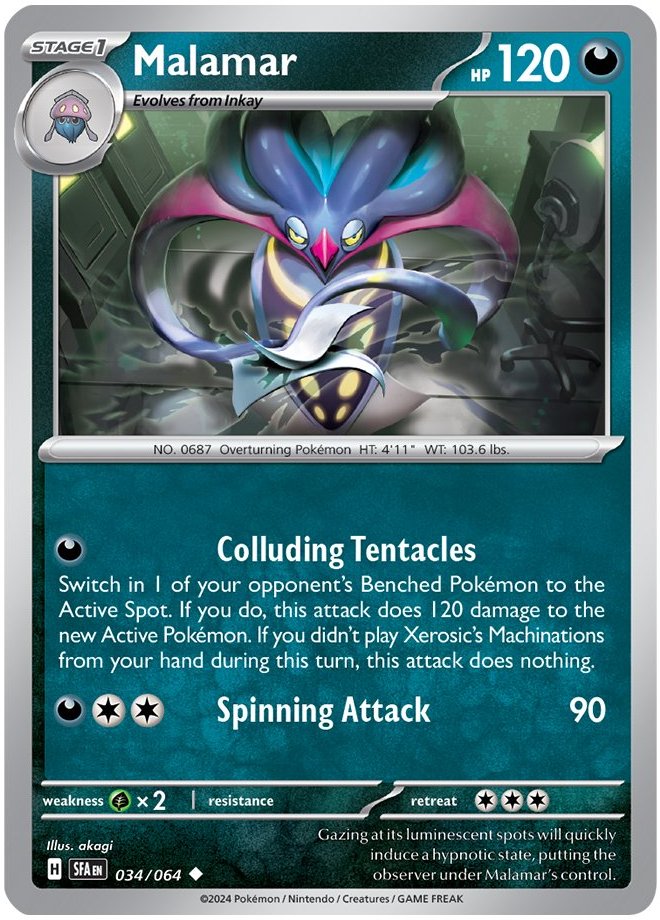 STAGE 1
Malamar
HP 120
Evolves from Inkay
NO. 0687 Overturning Pokémon HT: 4'11" WT: 103.6 lbs.
Colluding Tentacles
Switch in 1 of your opponent's Benched Pokémon to the
Active Spot. If you do, this attack does 120 damage to the
new Active Pokémon. If you didn't play Xerosic's Machinations
from your hand during this turn, this attack does nothing.
Spinning Attack 90
weakness ×2 resistance retreat
Illus. akagi
H SFA EN 034/064
Gazing at its luminescent spots will quickly
induce a hypnotic state, putting the
observer under Malamar's control.
©2024 Pokémon / Nintendo / Creatures / GAME FREAK